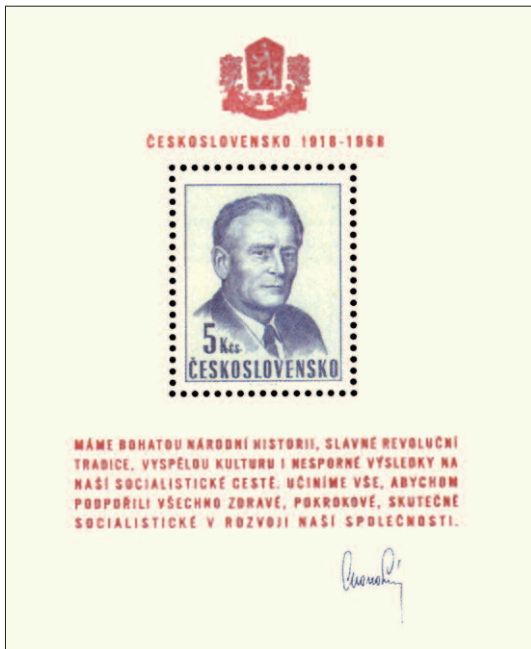 ČESKOSLOVENSKO 1918-1968
5 Kčs
ČESKOSLOVENSKO
MÁME BOHATOU NÁRODNÍ HISTORII, SLAVNÉ REVOLUČNÍ
TRADICE, VYSPĚLOU KULTURU I NESPORNÉ VÝSLEDKY NA
NAŠÍ SOCIALISTICKÉ CESTĚ. UČINÍME VŠE, ABYCHOM
PODPOŘILI VŠECHNO ZDRAVÉ, POKROKOVÉ, SKUTEČNĚ
SOCIALISTICKÉ V ROZVOJI NAŠÍ SPOLEČNOSTI.